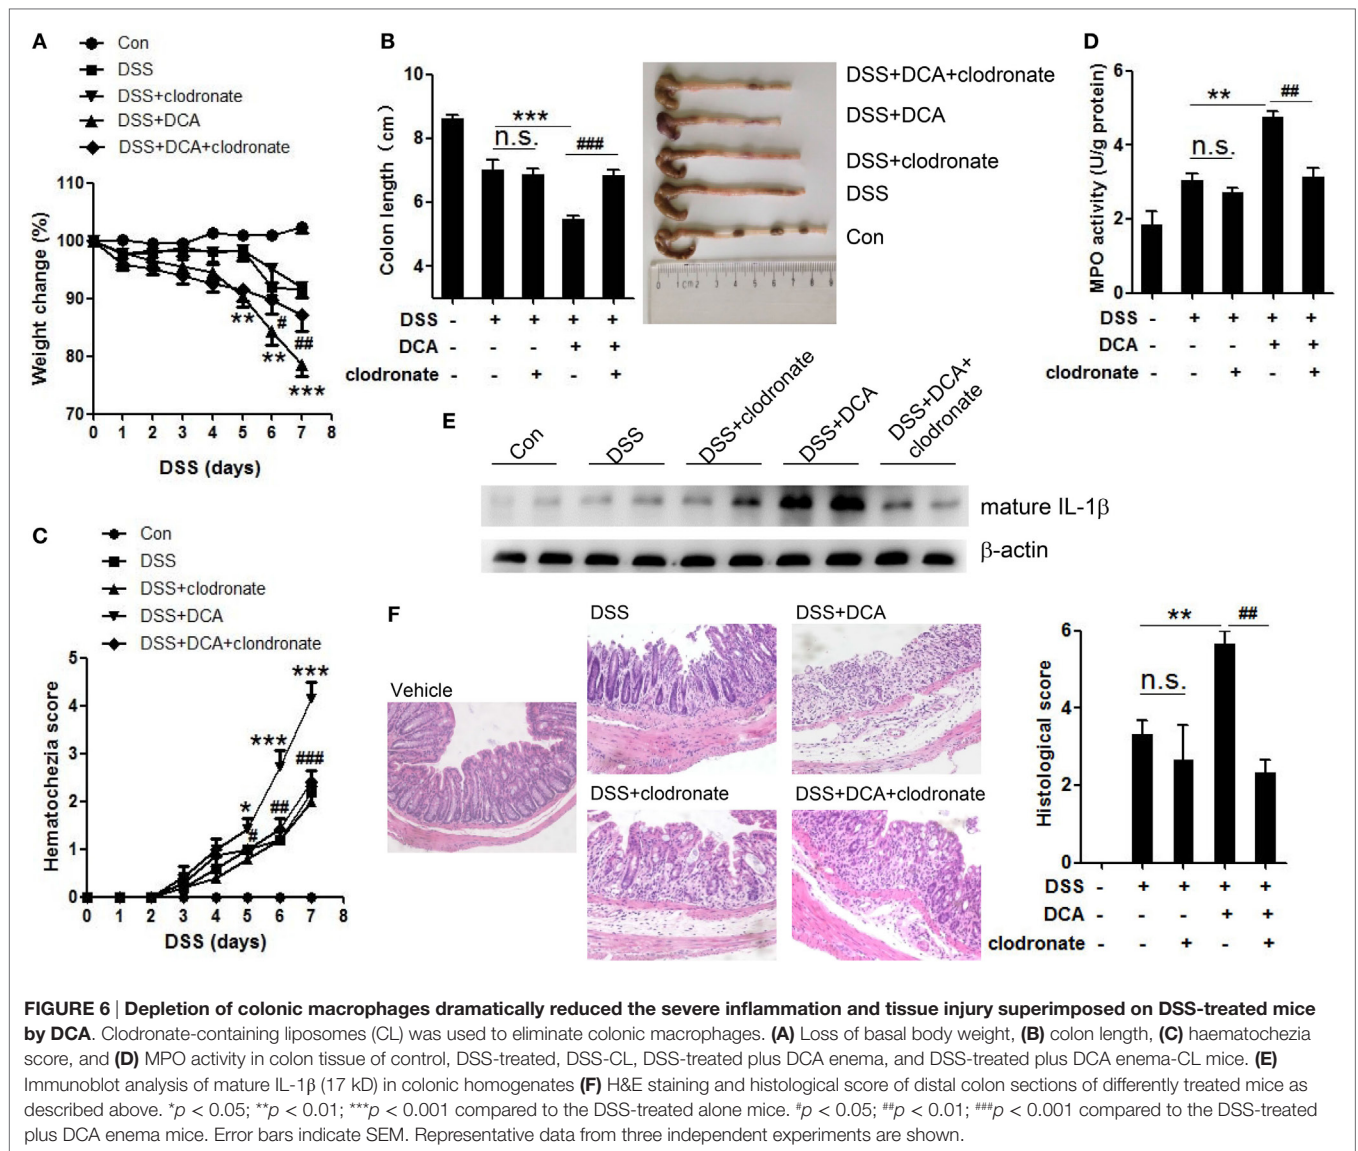 A
Con
DSS
DSS+clodronate
DSS+DCA
DSS+DCA+clodronate
110
100
90
80
70
Weight change (%)
** ** *** # ##
0 1 2 3 4 5 6 7 8
DSS (days)
B
10
8
6
4
Colon length (cm)
***
n.s.
###
DSS - + + + +
DCA - - - + +
clodronate - - + - +
DSS+DCA+clodronate
DSS+DCA
DSS+clodronate
DSS
Con
0 1cm2 3 4 5 6 7 8 9
C
Con
DSS
DSS+clodronate
DSS+DCA
DSS+DCA+clondronate
5
4
3
2
1
0
Hematochezia score
* *** *** # ## ###
0 1 2 3 4 5 6 7 8
DSS (days)
D
6
4
2
0
MPO activity (U/g protein)
**
##
n.s.
DSS - + + + +
DCA - - - + +
clodronate - - + - +
E
Con
DSS
DSS+clodronate
DSS+DCA
DSS+DCA+
clodronate
mature IL-1β
β-actin
F
Vehicle
DSS
DSS+DCA
DSS+clodronate
DSS+DCA+clodronate
6
4
2
0
Histological score
**
##
n.s.
DSS - + + + +
DCA - - - + +
clodronate - - + - +
FIGURE 6 | Depletion of colonic macrophages dramatically reduced the severe inflammation and tissue injury superimposed on DSS-treated mice
by DCA. Clodronate-containing liposomes (CL) was used to eliminate colonic macrophages. (A) Loss of basal body weight, (B) colon length, (C) haematochezia
score, and (D) MPO activity in colon tissue of control, DSS-treated, DSS-CL, DSS-treated plus DCA enema, and DSS-treated plus DCA enema-CL mice. (E)
Immunoblot analysis of mature IL-1β (17 kD) in colonic homogenates (F) H&E staining and histological score of distal colon sections of differently treated mice as
described above. *p < 0.05; **p < 0.01; ***p < 0.001 compared to the DSS-treated alone mice. #p < 0.05; ##p < 0.01; ###p < 0.001 compared to the DSS-treated
plus DCA enema mice. Error bars indicate SEM. Representative data from three independent experiments are shown.